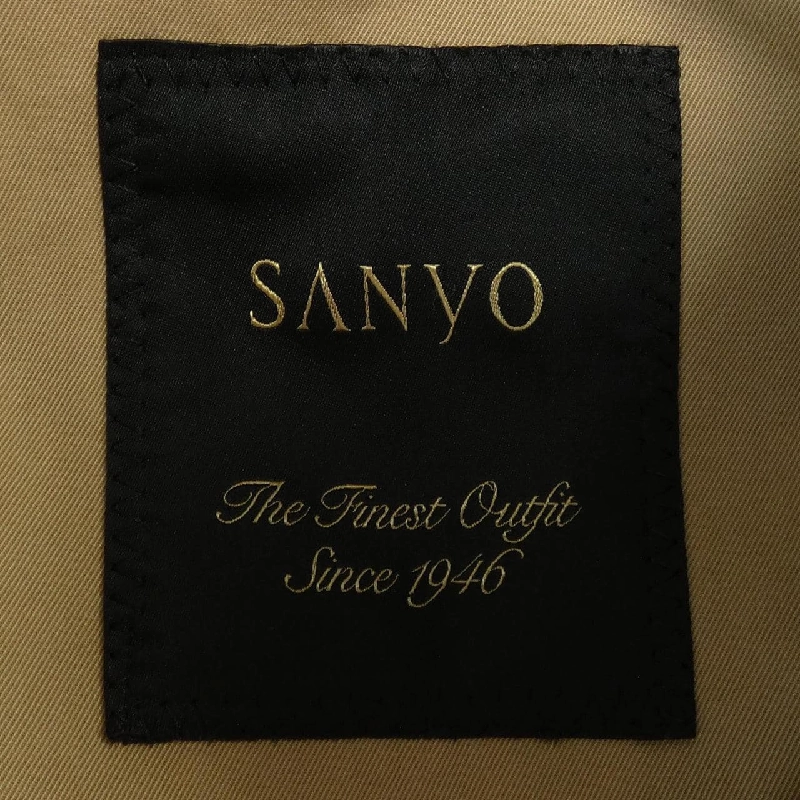 SANYO
The Finest Outfit
Since 1946